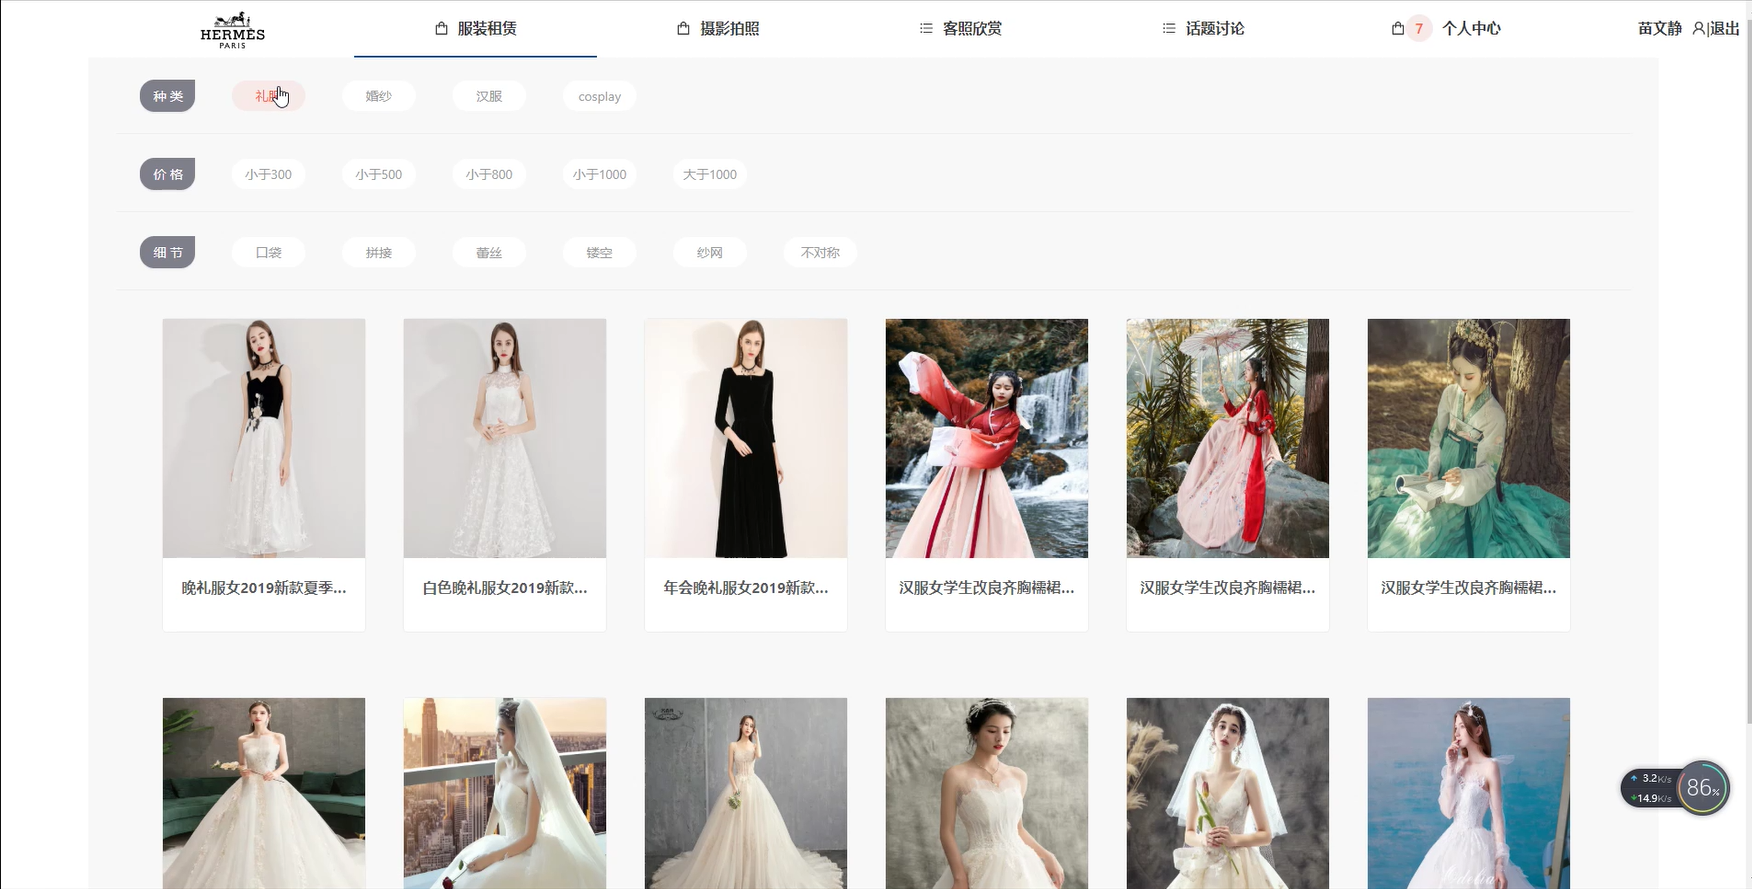 HERMÈS
PARIS
服装租赁
摄影拍照
客照欣赏
话题讨论
7 个人中心
苗文静 |退出
种 类
婚纱
汉服
cosplay
价 格
小于300
小于500
小于800
小于1000
大于1000
细 节
口袋
拼接
蕾丝
镂空
纱网
不对称
晚礼服女2019新款夏季...
白色晚礼服女2019新款...
年会晚礼服女2019新款...
汉服女学生改良齐胸襦裙...
汉服女学生改良齐胸襦裙...
汉服女学生改良齐胸襦裙...
3.2K/s
14.9K/s
86%